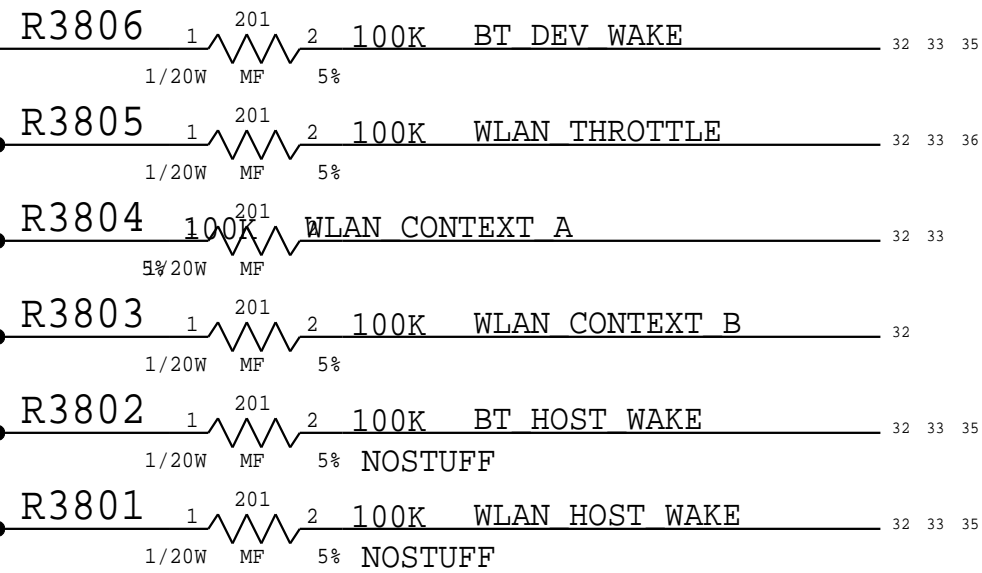 R3806 1 201 2 100K BT_DEV_WAKE 32 33 35
1/20W MF 5%
R3805 1 201 2 100K WLAN_THROTTLE 32 33 36
1/20W MF 5%
R3804 1 100K 201 2 WLAN_CONTEXT_A 32 33
5% 1/20W MF
R3803 1 201 2 100K WLAN_CONTEXT_B 32
1/20W MF 5%
R3802 1 201 2 100K BT_HOST_WAKE 32 33 35
1/20W MF 5% NOSTUFF
R3801 1 201 2 100K WLAN_HOST_WAKE 32 33 35
1/20W MF 5% NOSTUFF